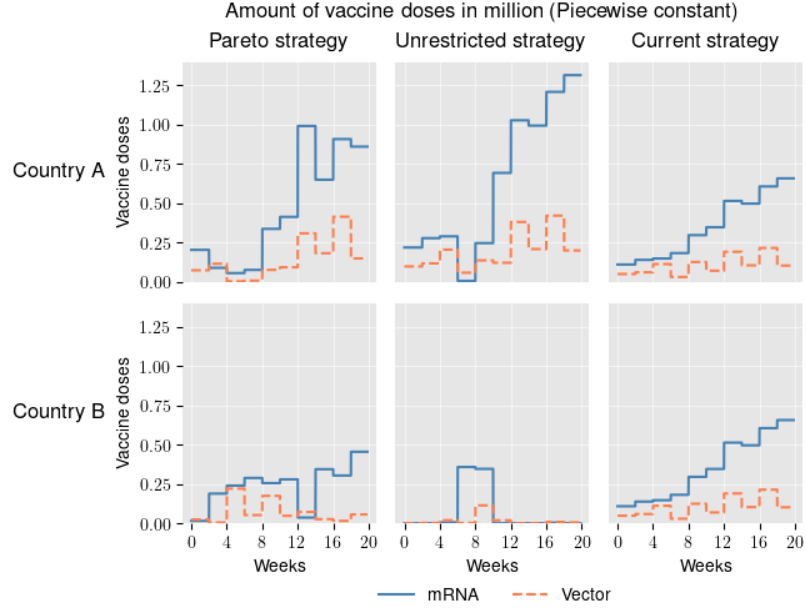 Amount of vaccine doses in million (Piecewise constant)
Pareto strategy Unrestricted strategy Current strategy
Country A
Vaccine doses
1.25
1.00
0.75
0.50
0.25
0.00
Country B
Vaccine doses
1.25
1.00
0.75
0.50
0.25
0.00
0 4 8 12 16 20 0 4 8 12 16 20 0 4 8 12 16 20
Weeks Weeks Weeks
mRNA Vector